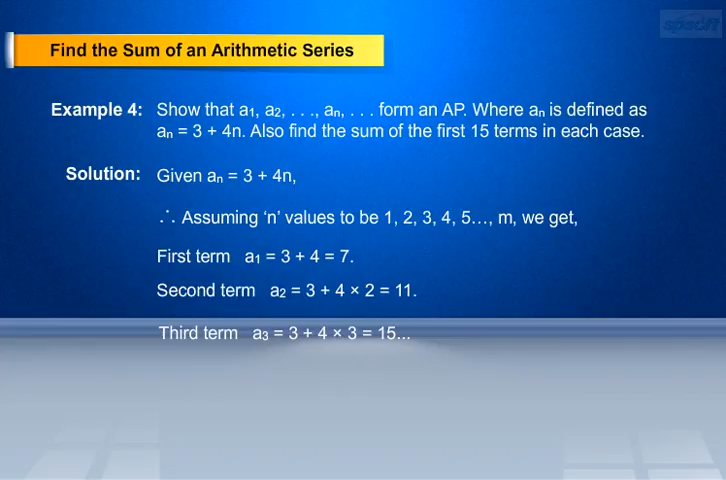 spsoft
Find the Sum of an Arithmetic Series
Example 4: Show that a₁, a₂, . . ., aₙ, . . . form an AP. Where aₙ is defined as
aₙ = 3 + 4n. Also find the sum of the first 15 terms in each case.
Solution: Given aₙ = 3 + 4n,
∴ Assuming ‘n’ values to be 1, 2, 3, 4, 5…, m, we get,
First term a₁ = 3 + 4 = 7.
Second term a₂ = 3 + 4 × 2 = 11.
Third term a₃ = 3 + 4 × 3 = 15...